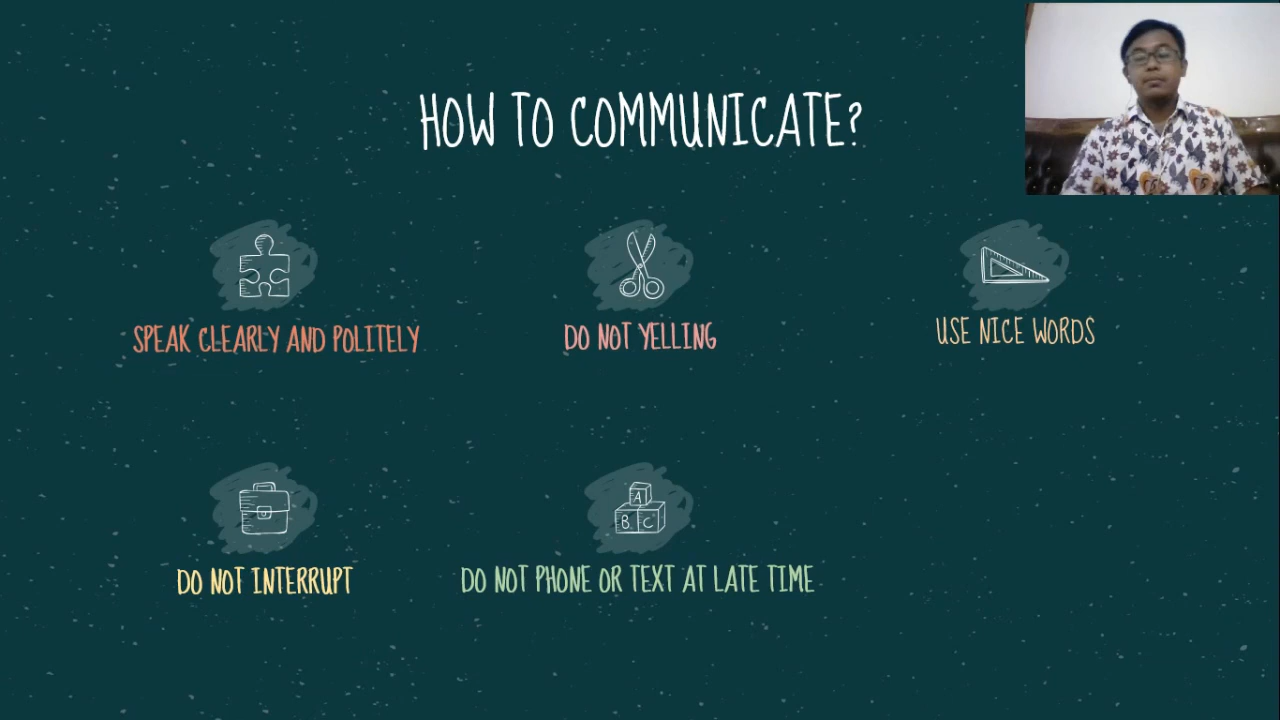 HOW TO COMMUNICATE?
SPEAK CLEARLY AND POLITELY
DO NOT YELLING
USE NICE WORDS
DO NOT INTERRUPT
A
B C
DO NOT PHONE OR TEXT AT LATE TIME